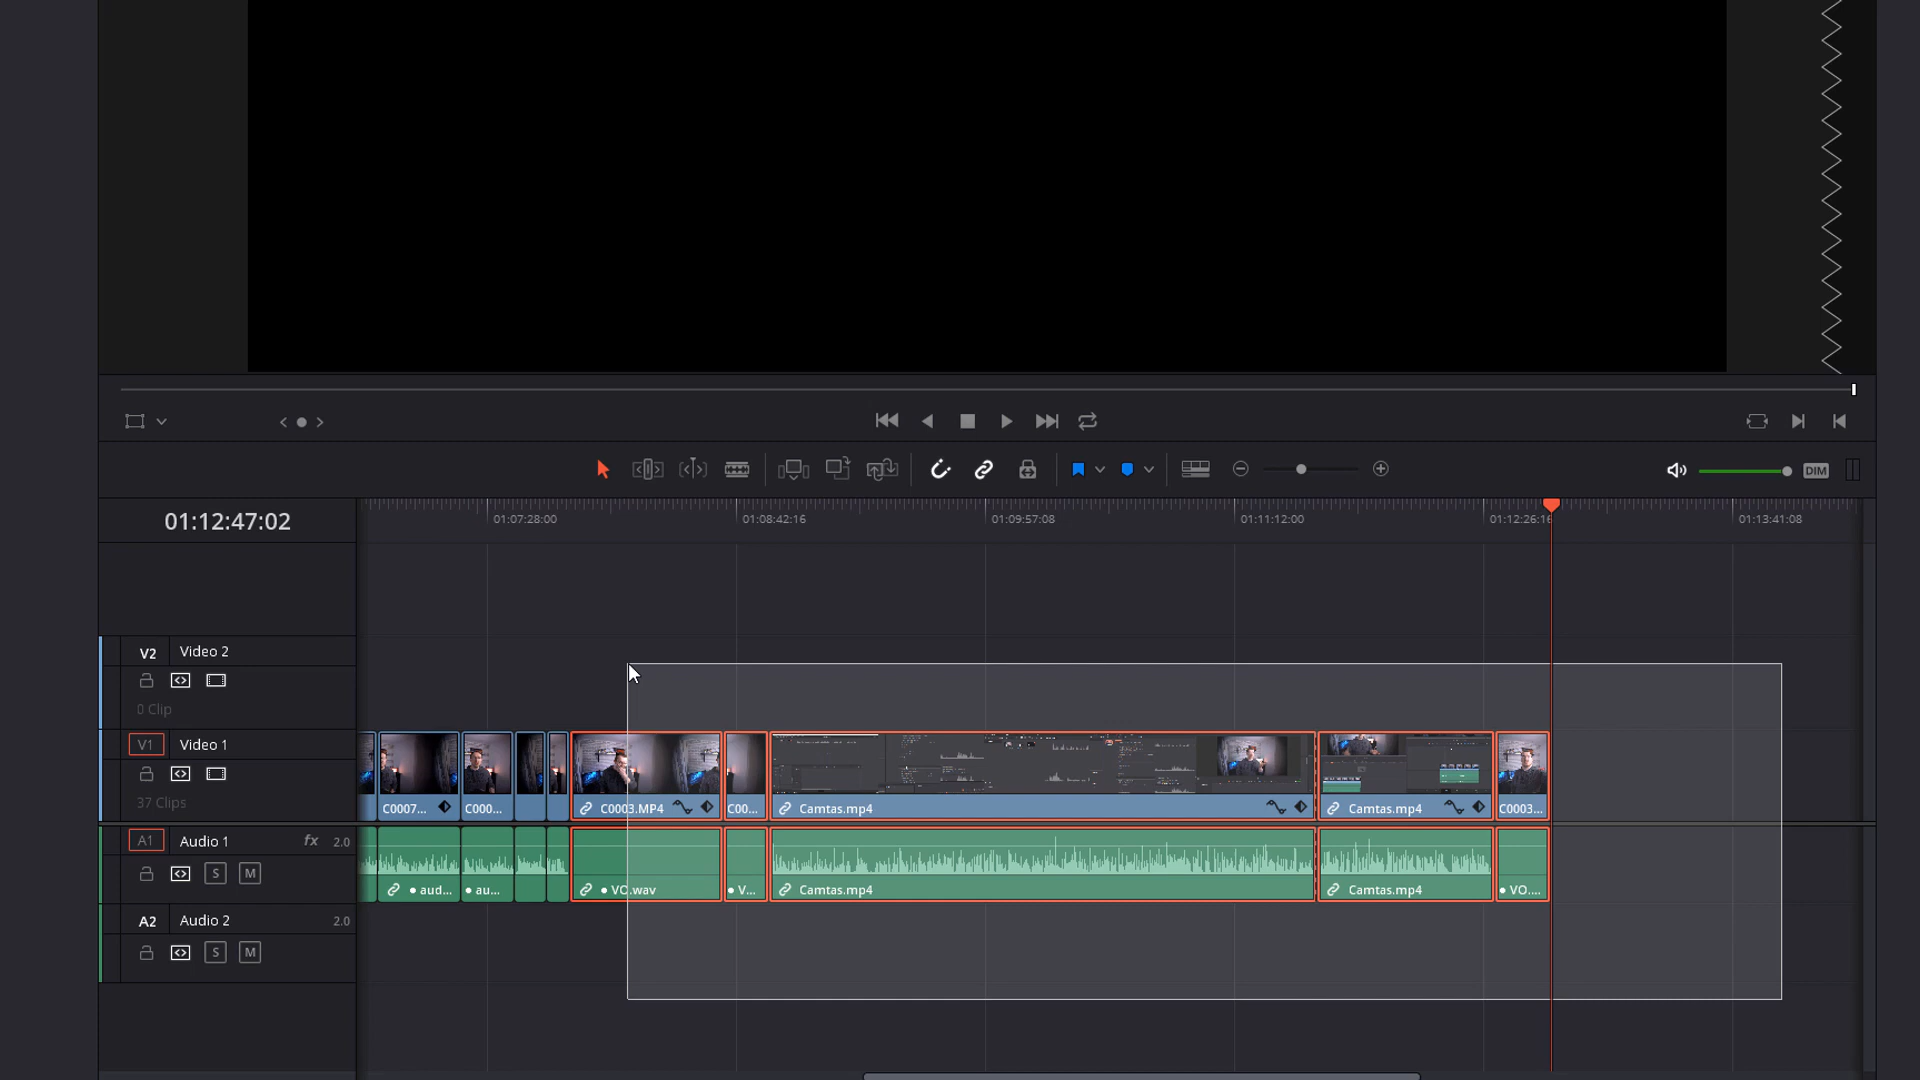 DIM
01:12:47:02
01:07:28:00
01:08:42:16
01:09:57:08
01:11:12:00
01:12:26:16
01:13:41:08
V2 Video 2
0 Clip
V1 Video 1
37 Clips
C0007...
C000...
C0003.MP4
C00...
Camtas.mp4
Camtas.mp4
C0003...
A1 Audio 1 fx 2.0
S M
aud...
au...
VO.wav
V...
Camtas.mp4
Camtas.mp4
VO....
A2 Audio 2 2.0
S M